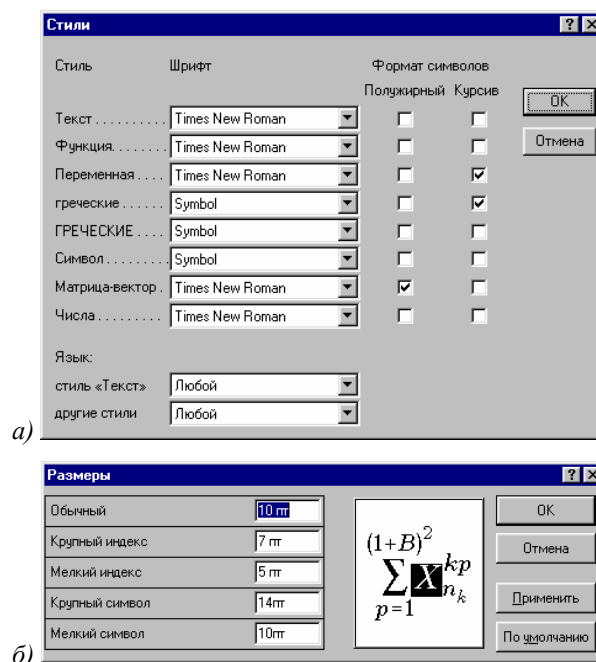 Стили
Стиль Шрифт Формат символов
Полужирный Курсив
OK
Текст . . . . . . . . . . Times New Roman
Функция. . . . . . . . Times New Roman
Отмена
Переменная . . . . Times New Roman
греческие . . . . . . Symbol
ГРЕЧЕСКИЕ . . . . Symbol
Символ . . . . . . . . . Symbol
Матрица-вектор . Times New Roman
Числа . . . . . . . . . Times New Roman
Язык:
стиль «Текст» Любой
другие стили Любой
а)
Размеры
Обычный 10 пт
Крупный индекс 7 пт
Мелкий индекс 5 пт
Крупный символ 14пт
Мелкий символ 10пт
(1+B)²
∑ X kp n k
p=1
OK
Отмена
Применить
По умолчанию
б)